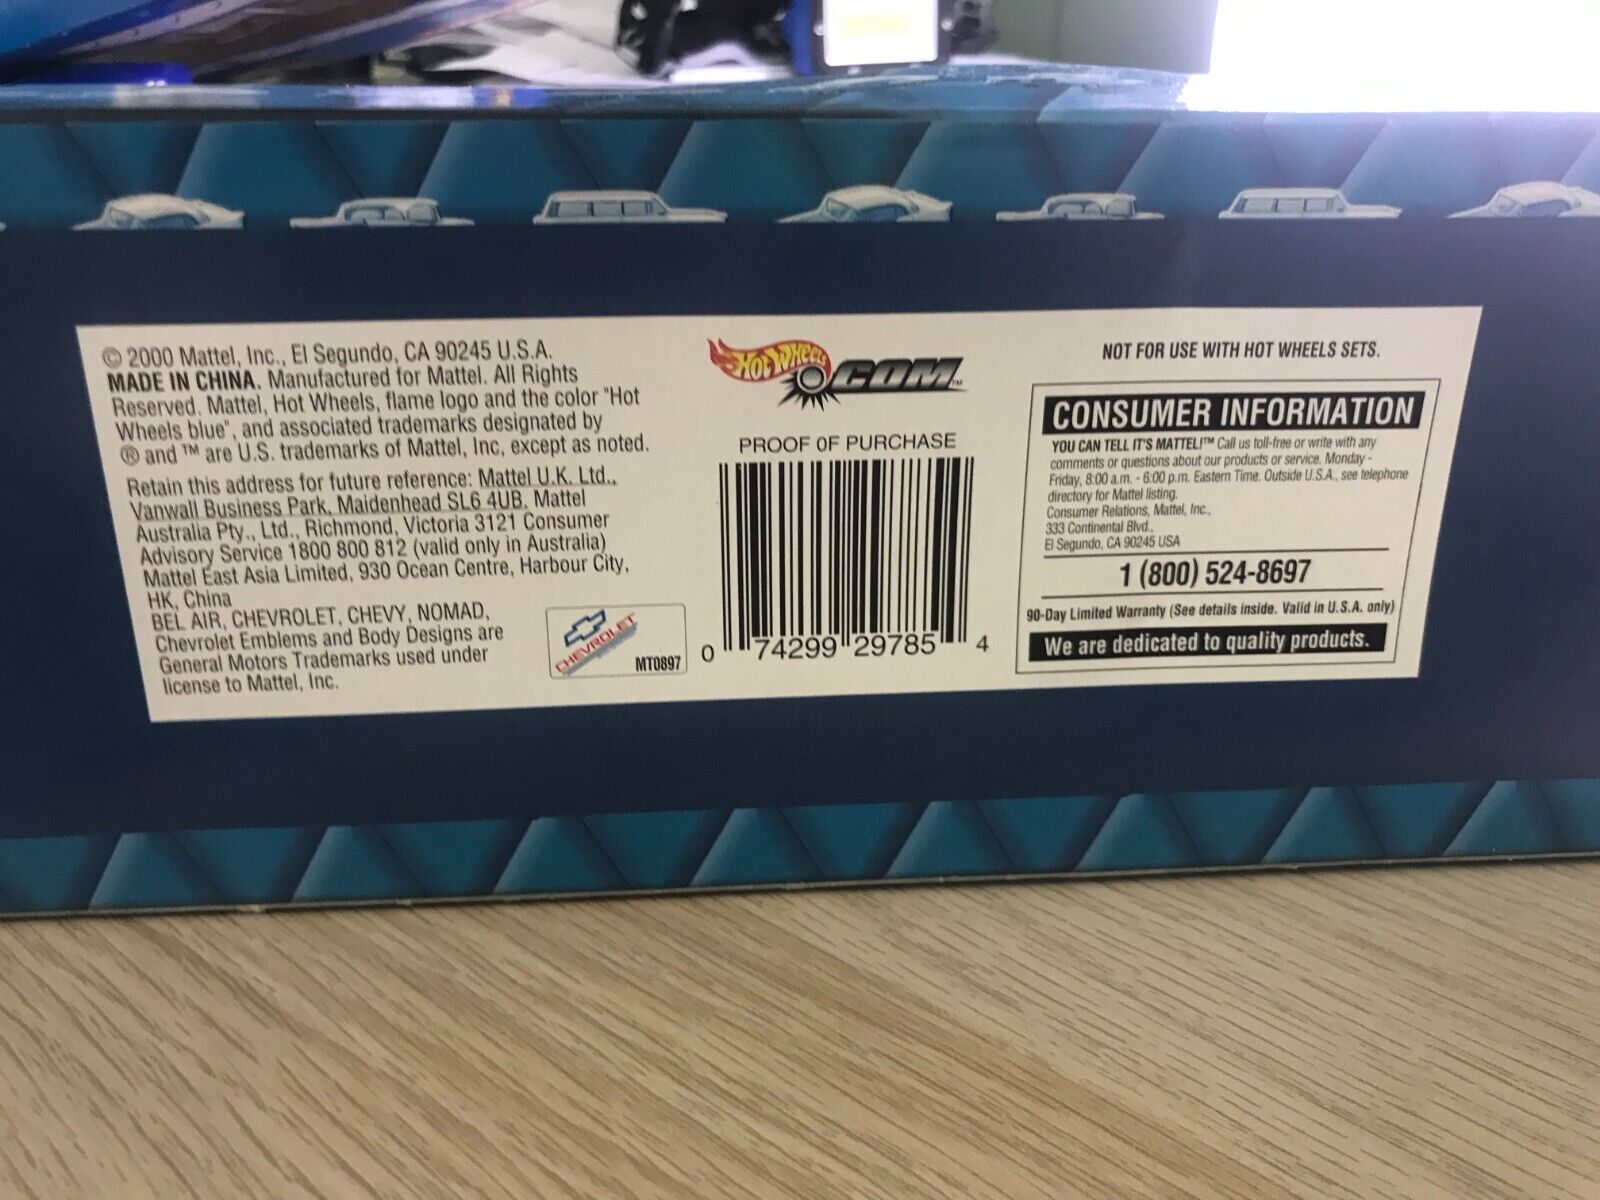 © 2000 Mattel, Inc., El Segundo, CA 90245 U.S.A.
MADE IN CHINA. Manufactured for Mattel. All Rights
Reserved. Mattel, Hot Wheels, flame logo and the color "Hot
Wheels blue", and associated trademarks designated by
® and ™ are U.S. trademarks of Mattel, Inc, except as noted.
Retain this address for future reference: Mattel U.K. Ltd.,
Vanwall Business Park, Maidenhead SL6 4UB. Mattel
Australia Pty., Ltd., Richmond, Victoria 3121 Consumer
Advisory Service 1800 800 812 (valid only in Australia)
Mattel East Asia Limited, 930 Ocean Centre, Harbour City,
HK, China
BEL AIR, CHEVROLET, CHEVY, NOMAD,
Chevrolet Emblems and Body Designs are
General Motors Trademarks used under
license to Mattel, Inc.
CHEVROLET
MT0897
HOT WHEELS .COM™
PROOF OF PURCHASE
0 74299 29785 4
NOT FOR USE WITH HOT WHEELS SETS.
CONSUMER INFORMATION
YOU CAN TELL IT'S MATTEL!™ Call us toll-free or write with any
comments or questions about our products or service. Monday -
Friday, 8:00 a.m. - 6:00 p.m. Eastern Time. Outside U.S.A., see telephone
directory for Mattel listing.
Consumer Relations, Mattel, Inc.,
333 Continental Blvd.,
El Segundo, CA 90245 USA
1 (800) 524-8697
90-Day Limited Warranty (See details inside. Valid in U.S.A. only)
We are dedicated to quality products.